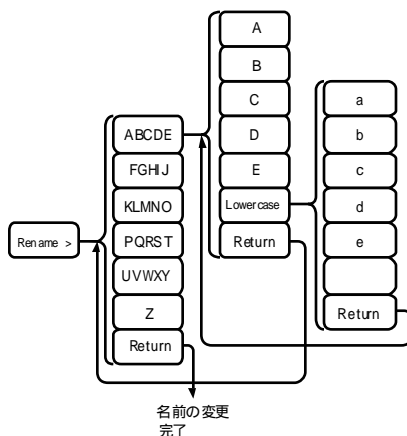 Rename >
ABCDE
FGHIJ
KLMNO
PQRST
UVWXY
Z
Return
A
B
C
D
E
Lowercase
Return
a
b
c
d
e
Return
名前の変更
完了